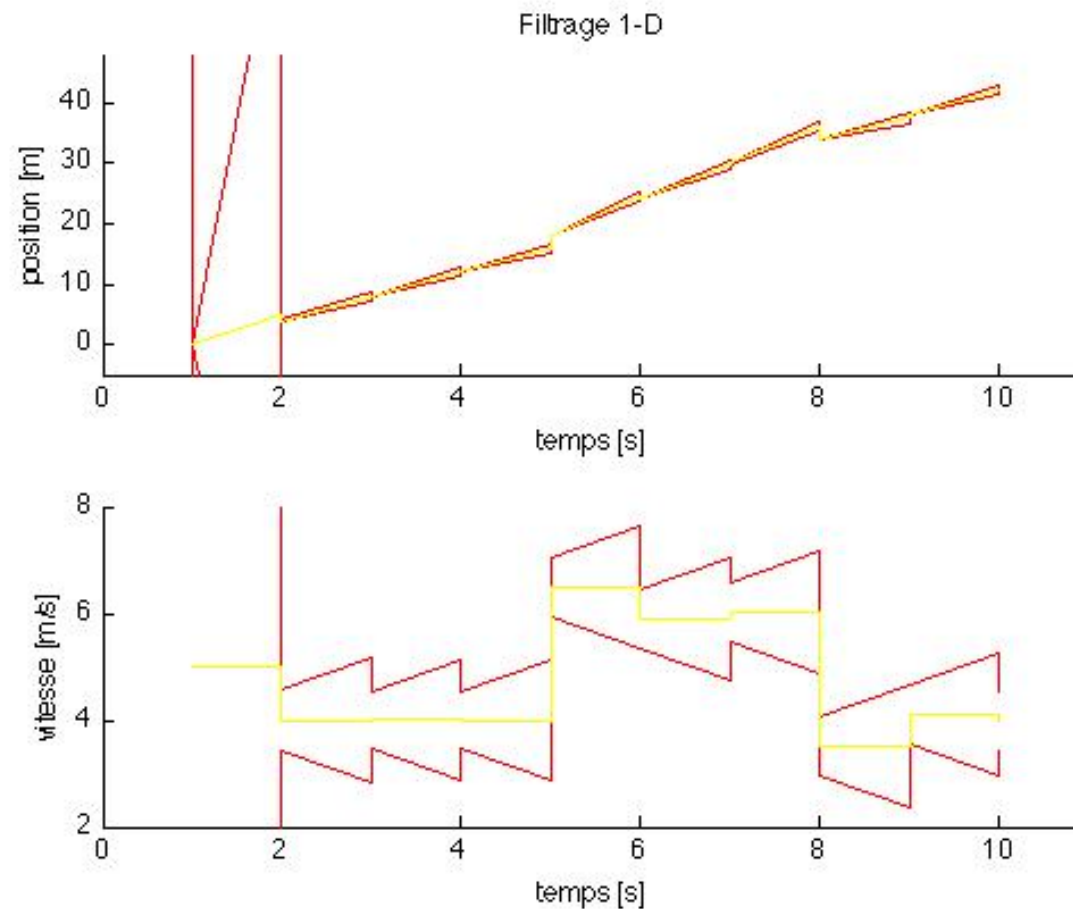 Filtrage 1-D
position [m]
40
30
20
10
0
0 2 4 6 8 10
temps [s]
vitesse [m/s]
8
6
4
2
0 2 4 6 8 10
temps [s]